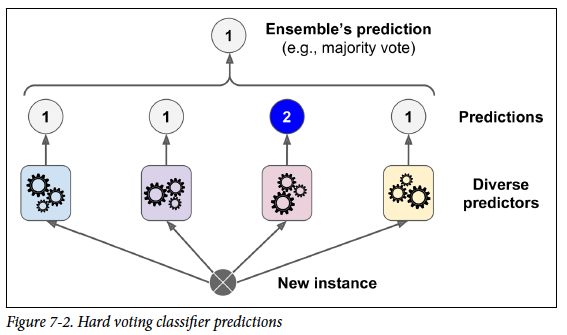 1
Ensemble's prediction
(e.g., majority vote)
1
1
2
1
Predictions
Diverse
predictors
New instance
Figure 7-2. Hard voting classifier predictions